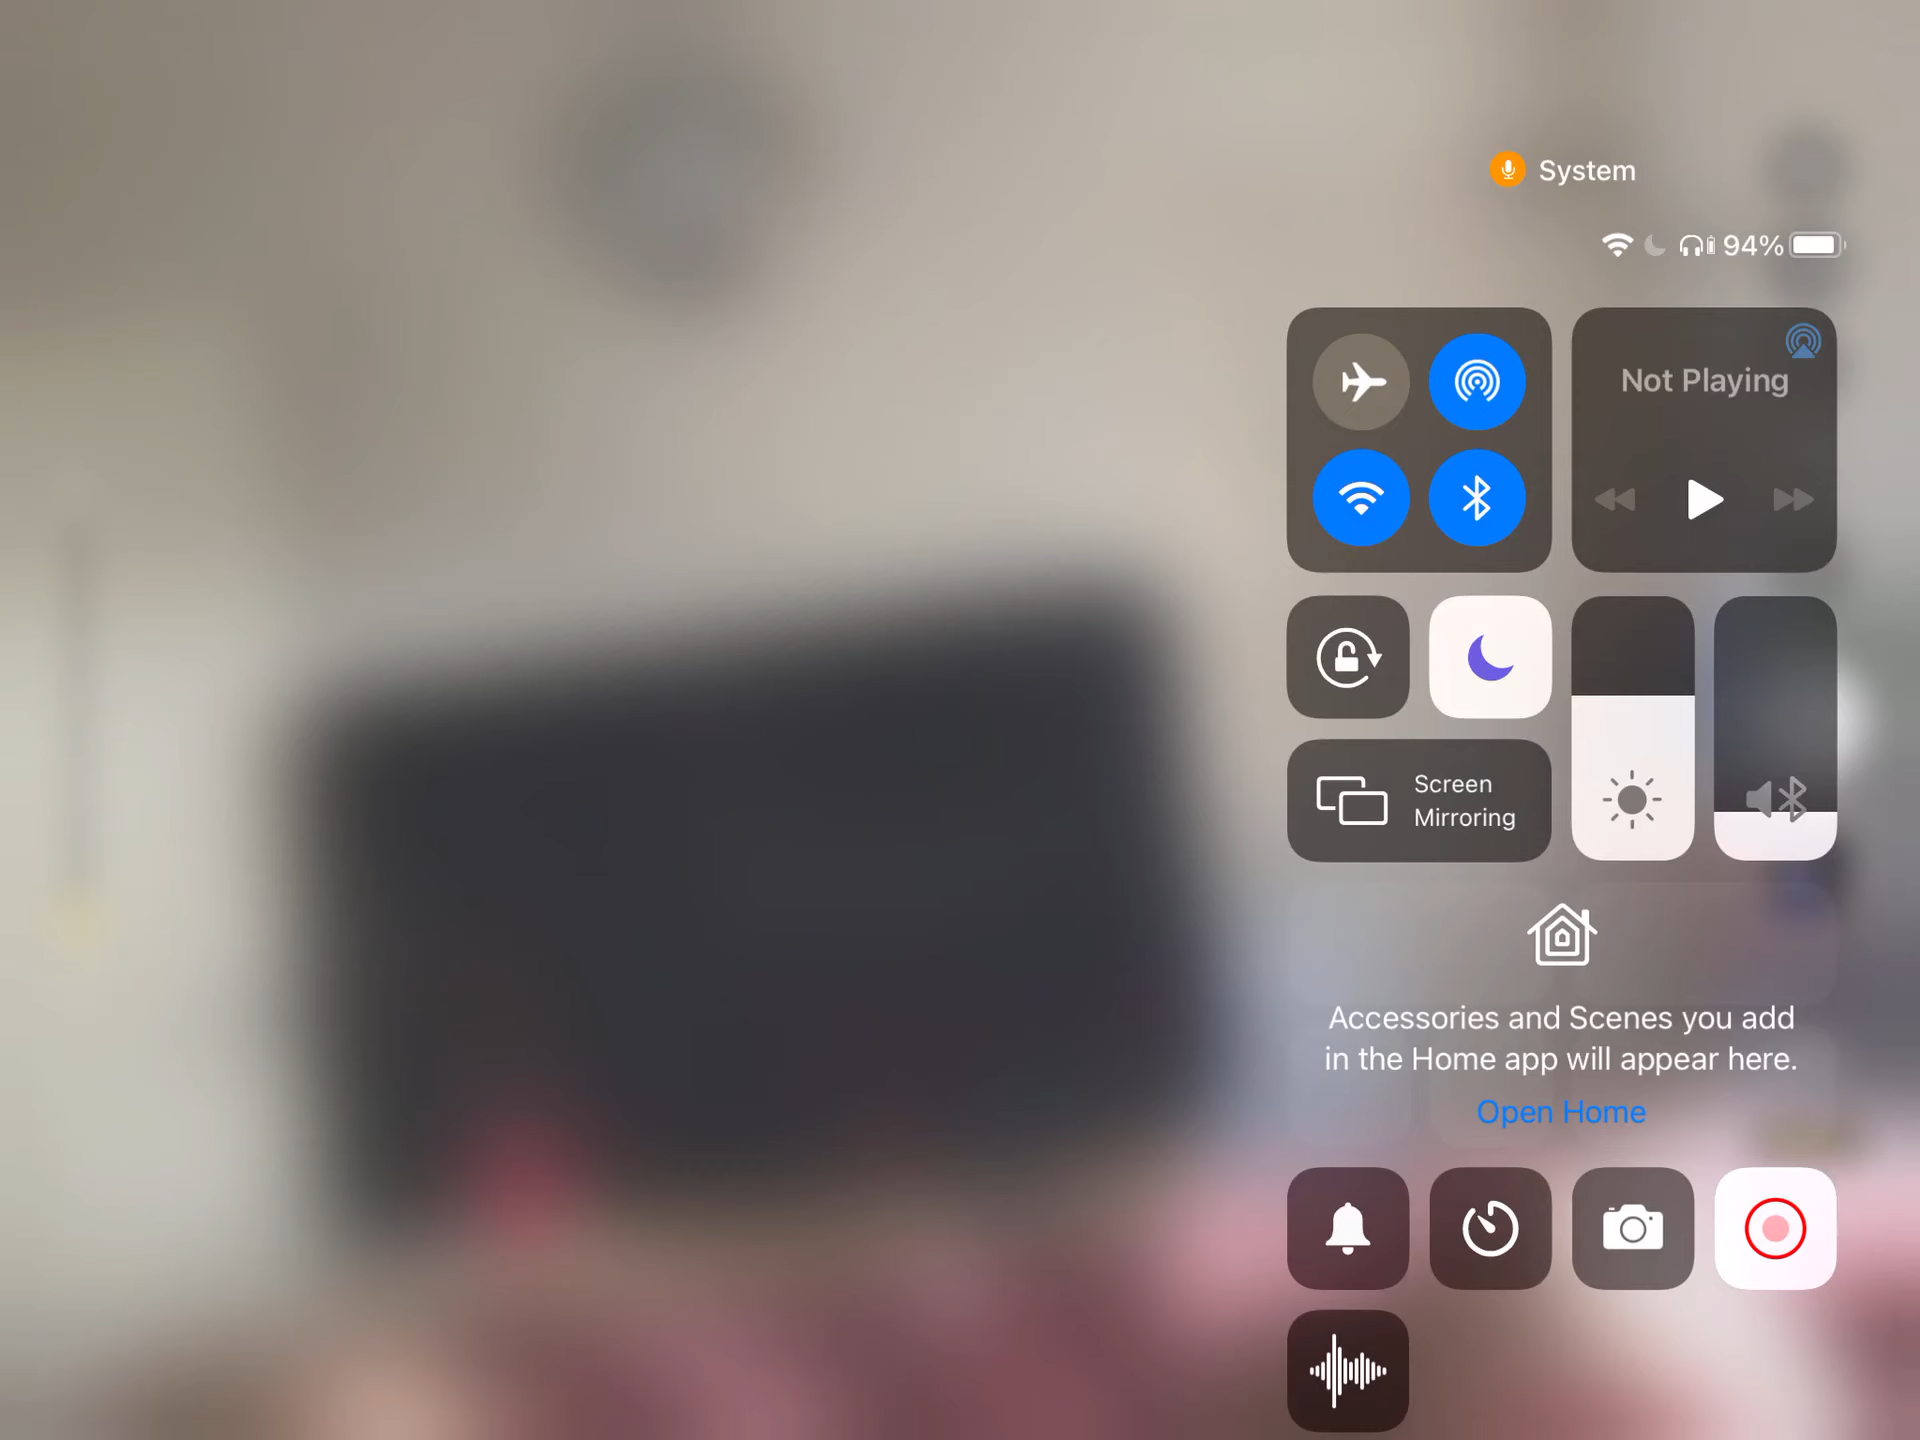 System
94%
Not Playing
Screen
Mirroring
Accessories and Scenes you add
in the Home app will appear here.
Open Home